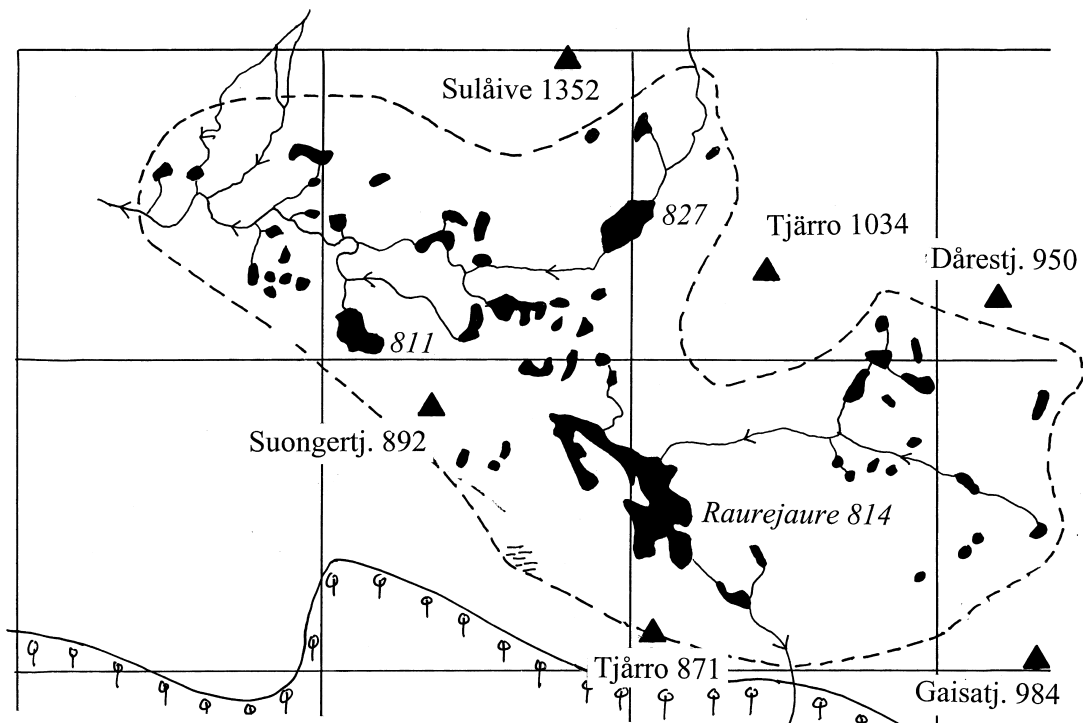 Sulåive 1352
827
Tjärro 1034
Dårestj. 950
811
Suongertj. 892
Raurejaure 814
Tjårro 871
Gaisatj. 984